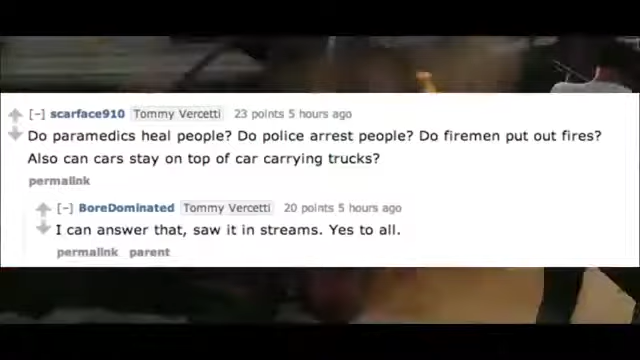 [-] scarface910 Tommy Vercetti 23 points 5 hours ago
Do paramedics heal people? Do police arrest people? Do firemen put out fires?
Also can cars stay on top of car carrying trucks?
permalink
[-] BoreDominated Tommy Vercetti 20 points 5 hours ago
I can answer that, saw it in streams. Yes to all.
permalink parent